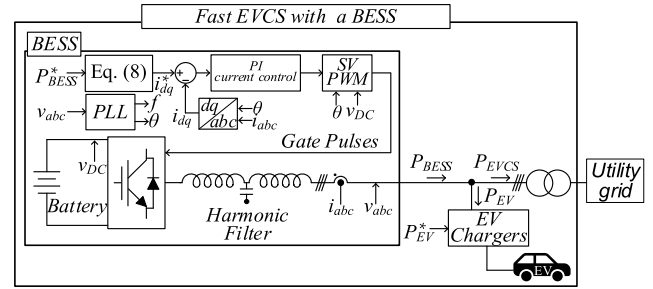 Fast EVCS with a BESS
BESS
P*BESS
Eq. (8)
i*dq
+
-
PI
current control
SV
PWM
vabc
PLL
f
θ
idq
dq
abc
θ
iabc
θ vDC
Gate Pulses
vDC
Battery
Harmonic
Filter
iabc
vabc
PBESS
PEVCS
PEV
P*EV
EV
Chargers
EV
Utility
grid